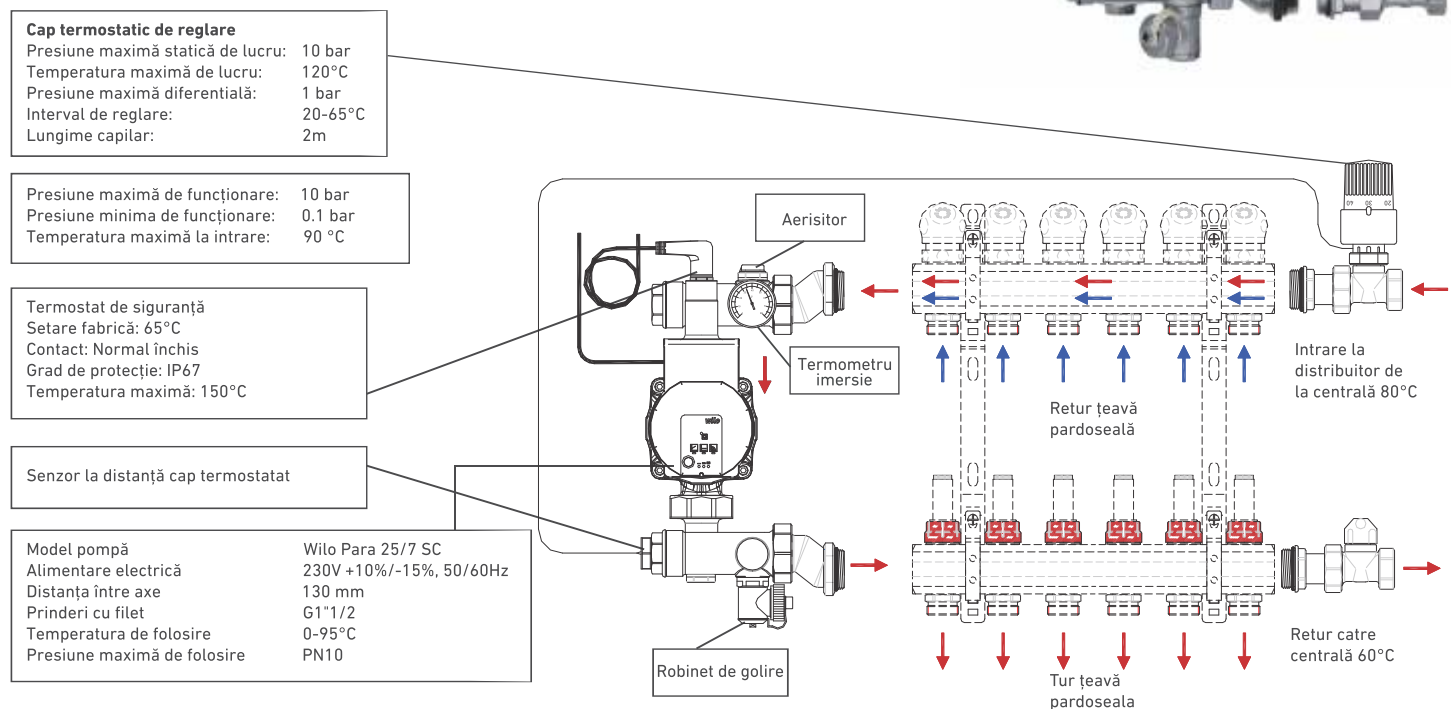 Cap termostatic de reglare
Presiune maximă statică de lucru: 10 bar
Temperatura maximă de lucru: 120°C
Presiune maximă diferentială: 1 bar
Interval de reglare: 20-65°C
Lungime capilar: 2m
Presiune maximă de funcționare: 10 bar
Presiune minima de funcționare: 0.1 bar
Temperatura maximă la intrare: 90 °C
Aerisitor
40 30 20
Termostat de siguranță
Setare fabrică: 65°C
Contact: Normal închis
Grad de protecție: IP67
Temperatura maximă: 150°C
Termometru
imersie
Intrare la
distribuitor de
la centrală 80°C
Retur țeavă
pardoseală
wilo
Senzor la distanță cap termostatat
Model pompă Wilo Para 25/7 SC
Alimentare electrică 230V +10%/-15%, 50/60Hz
Distanța între axe 130 mm
Prinderi cu filet G1"1/2
Temperatura de folosire 0-95°C
Presiune maximă de folosire PN10
Robinet de golire
Tur țeavă
pardoseala
Retur catre
centrală 60°C